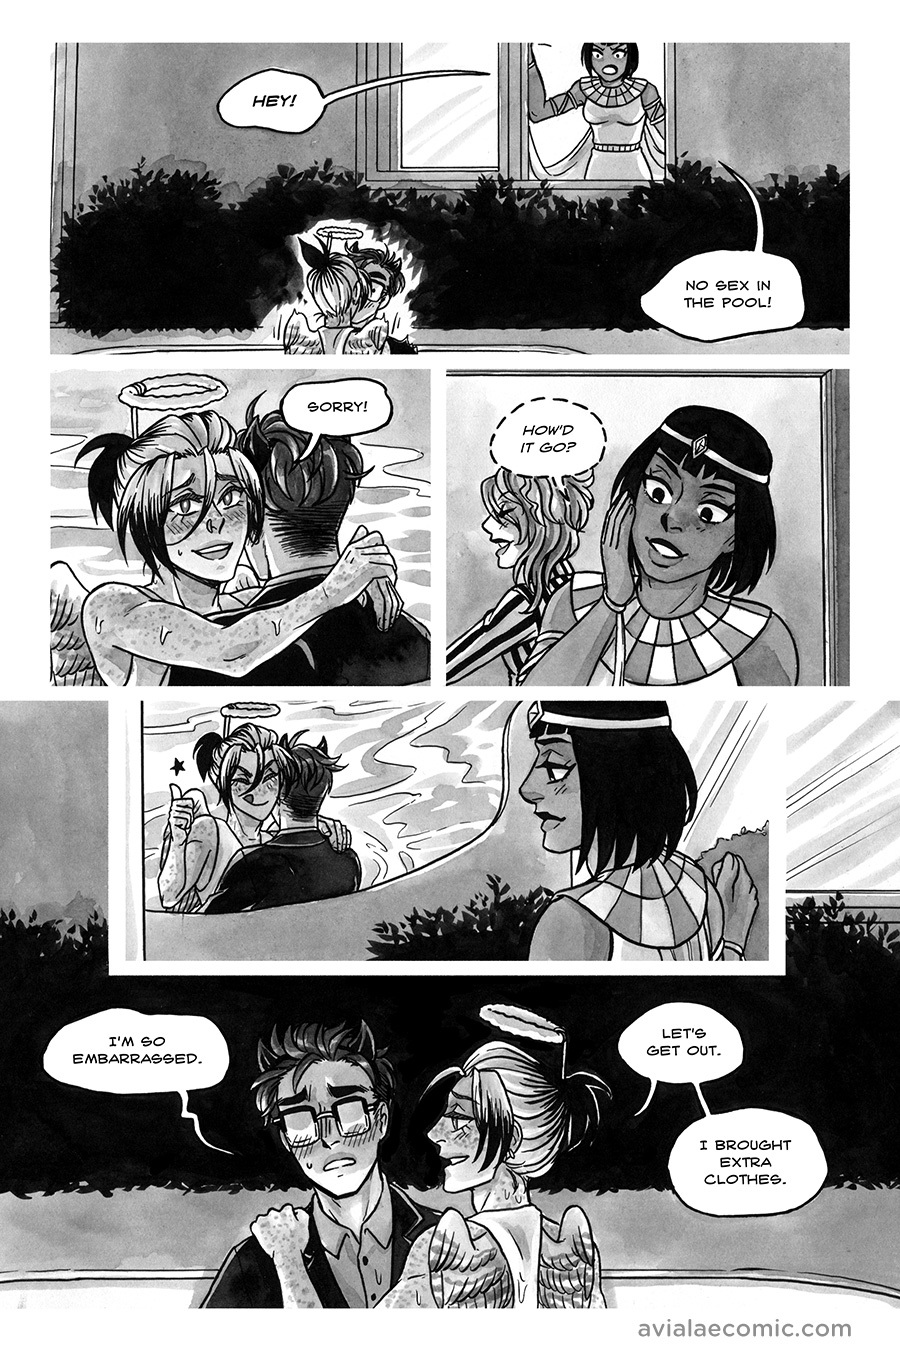 HEY!
NO SEX IN
THE POOL!
SORRY!
HOW'D
IT GO?
I'M SO
EMBARRASSED.
LET'S
GET OUT.
I BROUGHT
EXTRA
CLOTHES.
avialaecomic.com